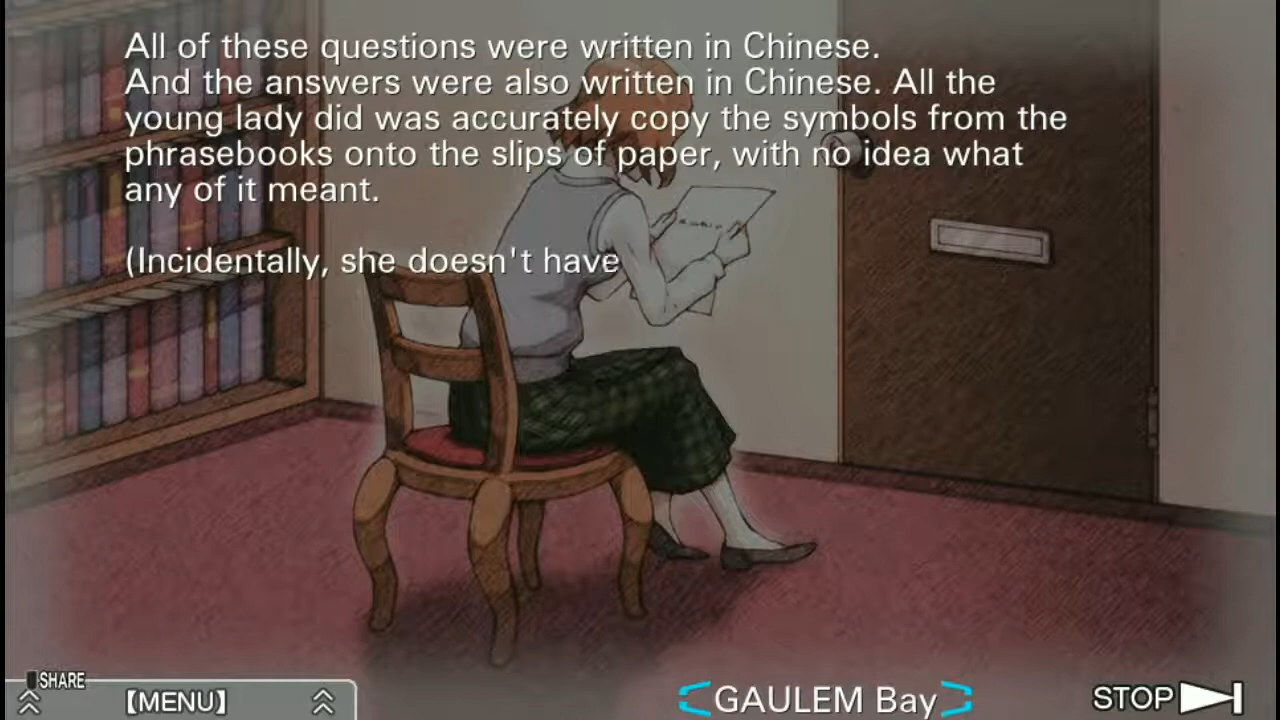 All of these questions were written in Chinese.
And the answers were also written in Chinese. All the
young lady did was accurately copy the symbols from the
phrasebooks onto the slips of paper, with no idea what
any of it meant.
(Incidentally, she doesn't have
SHARE
【MENU】
GAULEM Bay
STOP